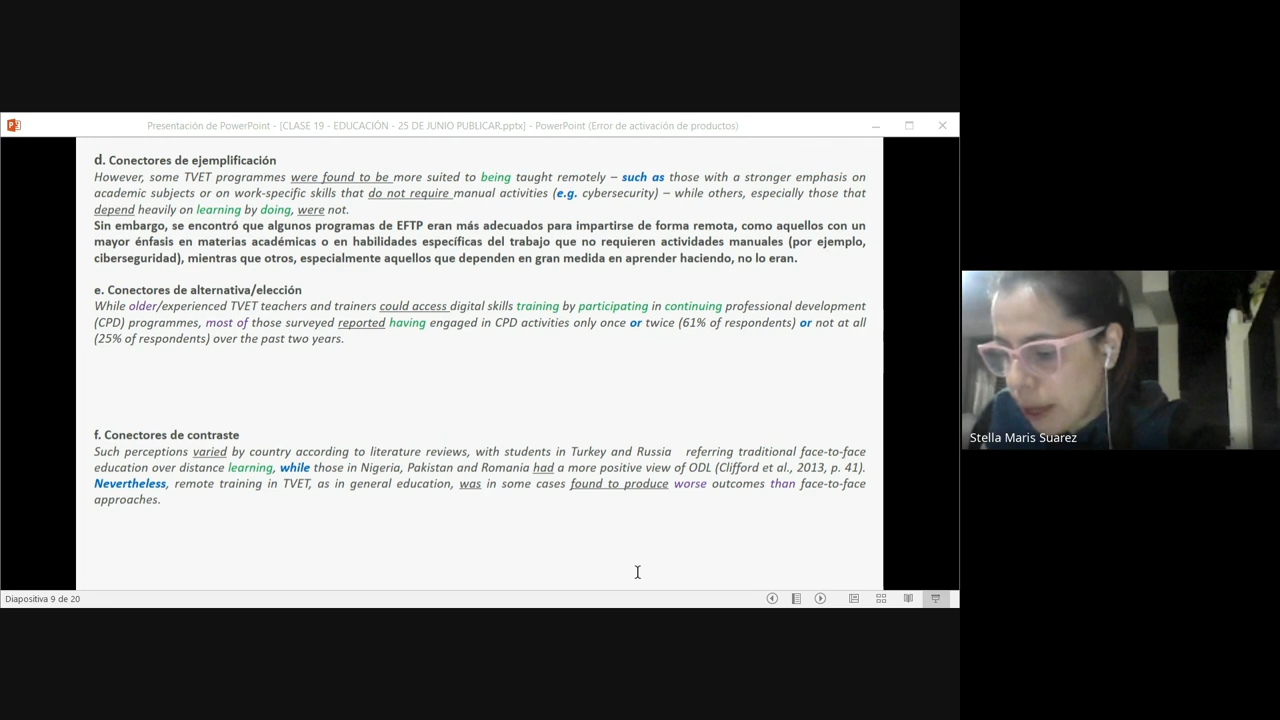 Presentación de PowerPoint - [CLASE 19 - EDUCACIÓN - 25 DE JUNIO PUBLICAR.pptx] - PowerPoint (Error de activación de productos)
d. Conectores de ejemplificación
However, some TVET programmes were found to be more suited to being taught remotely – such as those with a stronger emphasis on
academic subjects or on work-specific skills that do not require manual activities (e.g. cybersecurity) – while others, especially those that
depend heavily on learning by doing, were not.
Sin embargo, se encontró que algunos programas de EFTP eran más adecuados para impartirse de forma remota, como aquellos con un
mayor énfasis en materias académicas o en habilidades específicas del trabajo que no requieren actividades manuales (por ejemplo,
ciberseguridad), mientras que otros, especialmente aquellos que dependen en gran medida en aprender haciendo, no lo eran.
e. Conectores de alternativa/elección
While older/experienced TVET teachers and trainers could access digital skills training by participating in continuing professional development
(CPD) programmes, most of those surveyed reported having engaged in CPD activities only once or twice (61% of respondents) or not at all
(25% of respondents) over the past two years.
f. Conectores de contraste
Such perceptions varied by country according to literature reviews, with students in Turkey and Russia referring traditional face-to-face
education over distance learning, while those in Nigeria, Pakistan and Romania had a more positive view of ODL (Clifford et al., 2013, p. 41).
Nevertheless, remote training in TVET, as in general education, was in some cases found to produce worse outcomes than face-to-face
approaches.
Stella Maris Suarez
Diapositiva 9 de 20